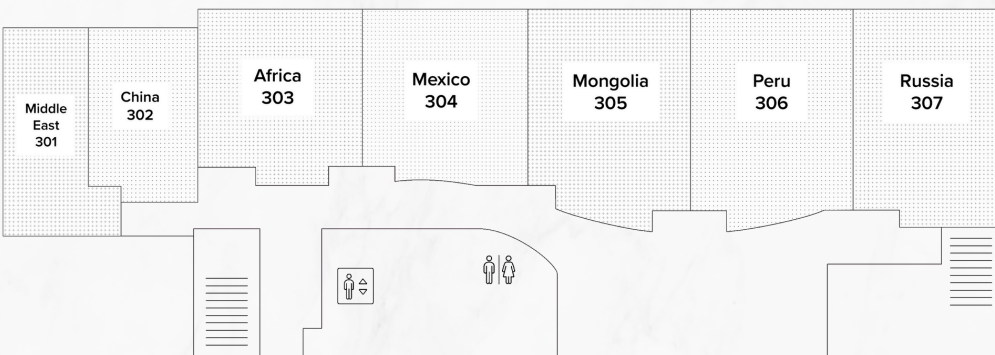 Middle
East
301
China
302
Africa
303
Mexico
304
Mongolia
305
Peru
306
Russia
307